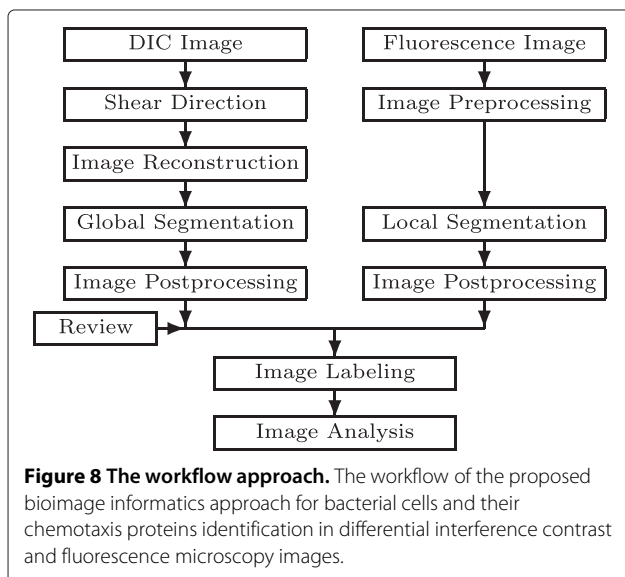 DIC Image
Fluorescence Image
Shear Direction
Image Preprocessing
Image Reconstruction
Global Segmentation
Local Segmentation
Image Postprocessing
Image Postprocessing
Review
Image Labeling
Image Analysis
Figure 8 The workflow approach. The workflow of the proposed
bioimage informatics approach for bacterial cells and their
chemotaxis proteins identification in differential interference contrast
and fluorescence microscopy images.